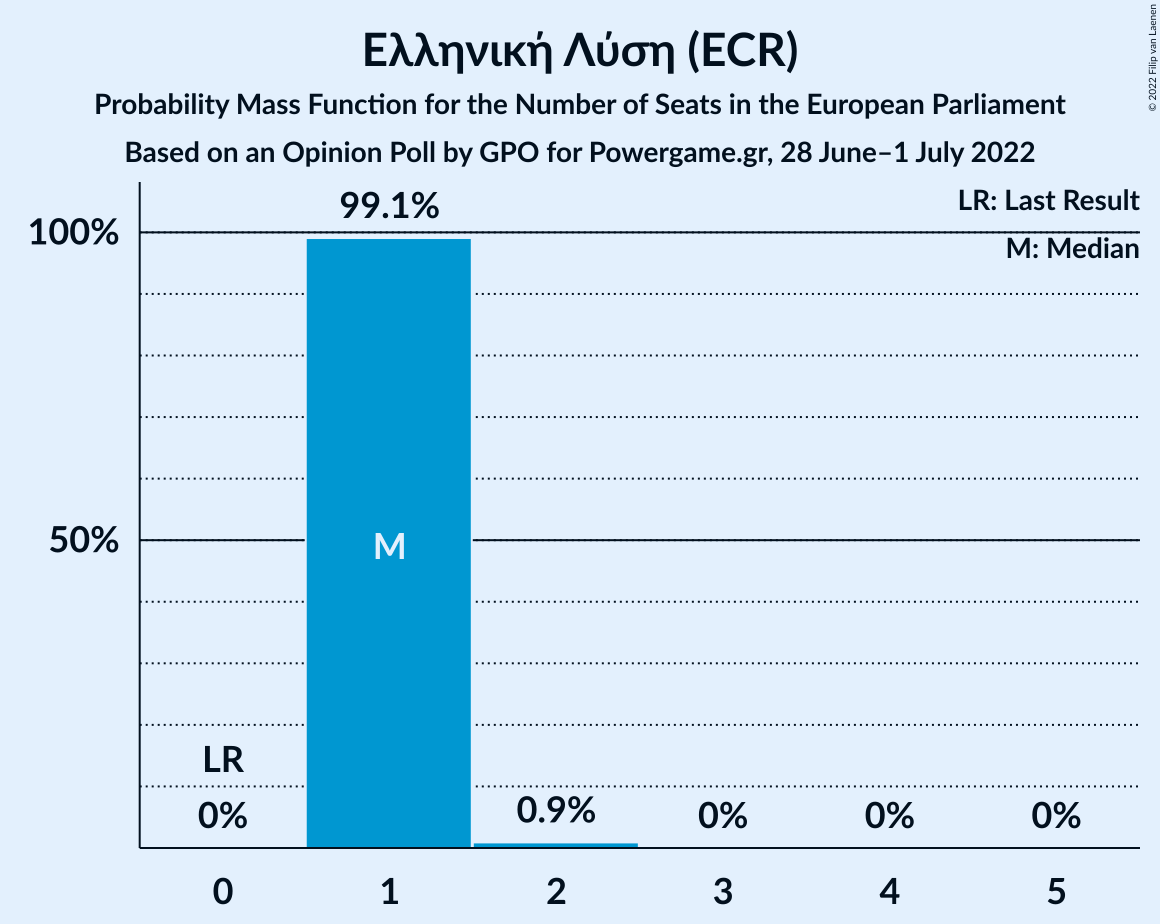 Ελληνική Λύση (ECR)
Probability Mass Function for the Number of Seats in the European Parliament
Based on an Opinion Poll by GPO for Powergame.gr, 28 June–1 July 2022
© 2022 Filip van Laenen
LR: Last Result
M: Median
99.1%
100%
50%
M
LR
0%
0.9%
0%
0%
0%
0
1
2
3
4
5